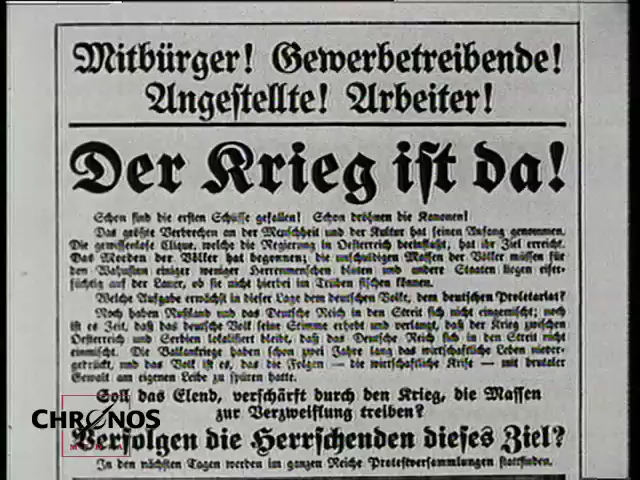 Mitbürger! Gewerbetreibende!
Angestellte! Arbeiter!
Der Krieg ist da!
Schon sind die ersten Schüsse gefallen! Schon dröhnen die Kanonen!
Das größte Verbrechen an der Menschheit und der Kultur hat seinen Anfang genommen.
Die gewissenlose Clique, welche die Regierung in Oesterreich beeinflußt, hat ihr Ziel erreicht.
Das Morden der Völker hat begonnen; die unschuldigen Massen der Völker müssen für
den Wahnsinn einiger weniger Herrenmenschen bluten und andere Staaten liegen eifer-
süchtig auf der Lauer, ob sie nicht hierbei im Trüben fischen können.
Welche Aufgabe erwächst in dieser Lage dem deutschen Volke, dem deutschen Proletariat?
Noch haben Rußland und das Deutsche Reich in den Streit sich nicht eingemischt; noch
ist es Zeit, daß das deutsche Volk seine Stimme erhebt und verlangt, daß der Krieg zwischen
Oesterreich und Serbien lokalisiert bleibt, daß das Deutsche Reich sich in den Streit nicht
einmischt. Die Balkankriege haben schon zwei Jahre lang das wirtschaftliche Leben nieder-
gedrückt, und das Volk ist es, das die Folgen — die wirtschaftliche Krise — mit brutaler
Gewalt am eigenen Leibe zu spüren hatte.
Soll das Elend, verschärft durch den Krieg, die Massen
zur Verzweiflung treiben?
CHRONOS
Verfolgen die Herrschenden dieses Ziel?
In den nächsten Tagen werden im ganzen Reiche Protestversammlungen stattfinden.